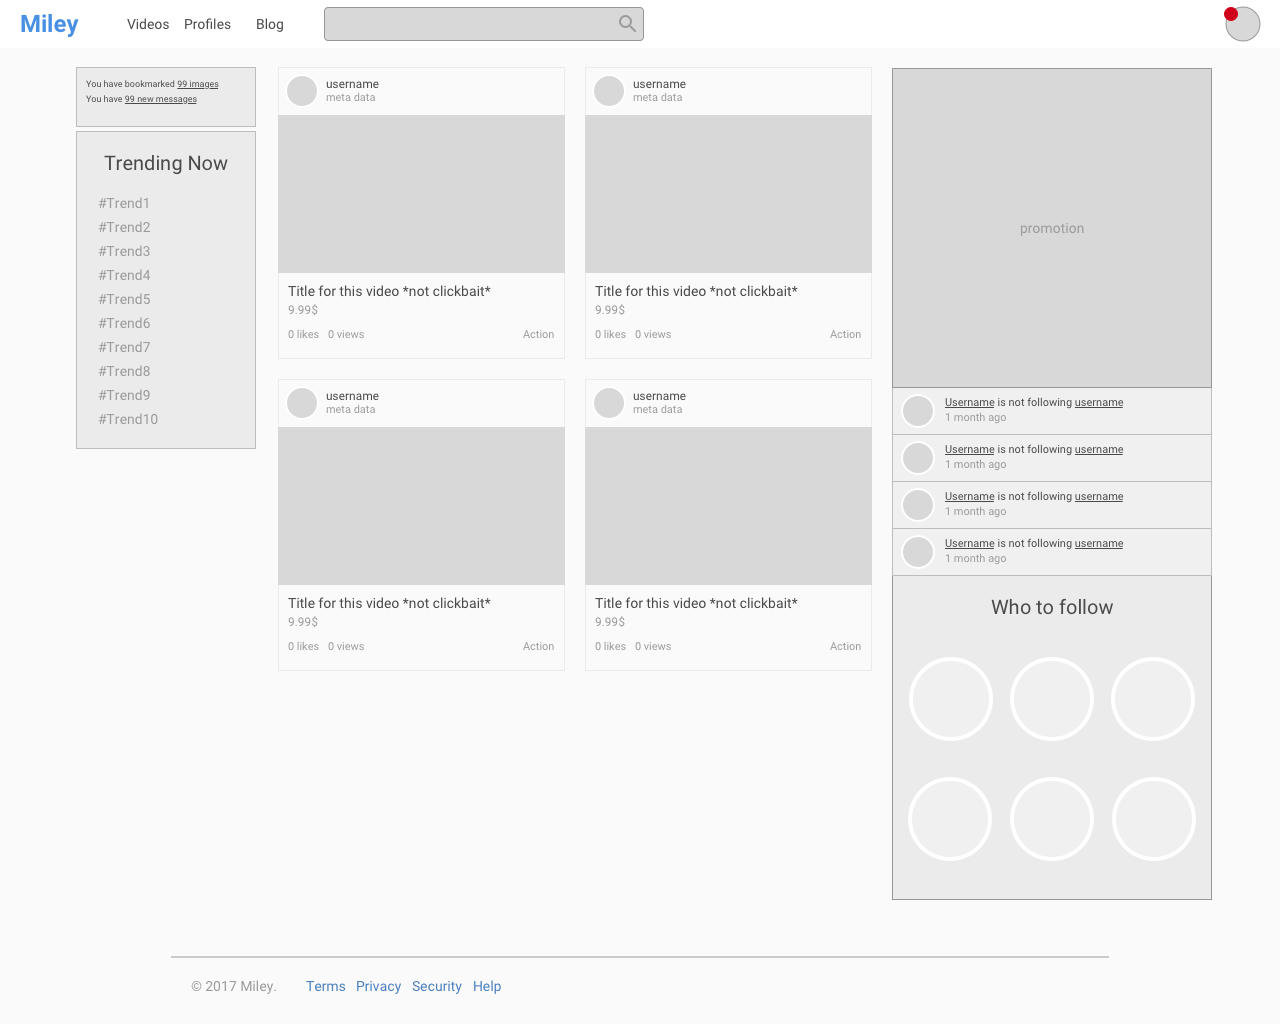 Miley
Videos Profiles Blog
You have bookmarked 99 images
You have 99 new messages
Trending Now
#Trend1
#Trend2
#Trend3
#Trend4
#Trend5
#Trend6
#Trend7
#Trend8
#Trend9
#Trend10
username
meta data
Title for this video *not clickbait*
9.99$
0 likes 0 views Action
username
meta data
Title for this video *not clickbait*
9.99$
0 likes 0 views Action
username
meta data
Title for this video *not clickbait*
9.99$
0 likes 0 views Action
username
meta data
Title for this video *not clickbait*
9.99$
0 likes 0 views Action
promotion
Username is not following username
1 month ago
Username is not following username
1 month ago
Username is not following username
1 month ago
Username is not following username
1 month ago
Who to follow
© 2017 Miley. Terms Privacy Security Help